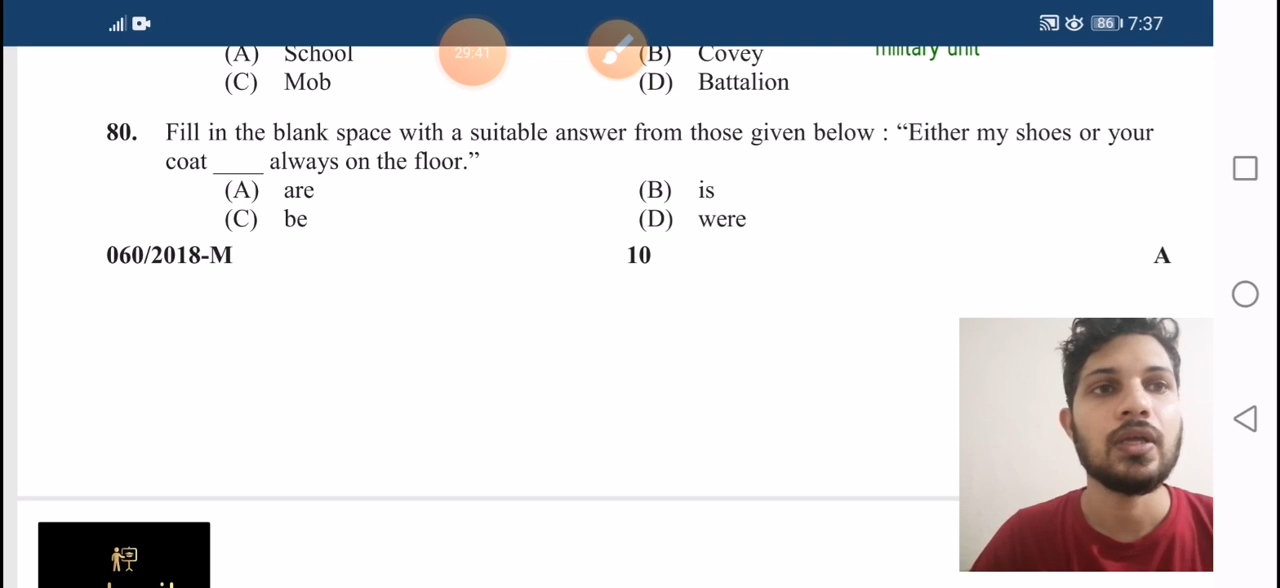 86 7:37
(A) School (B) Covey military unit
29:41
(C) Mob (D) Battalion
80. Fill in the blank space with a suitable answer from those given below : “Either my shoes or your
coat ____ always on the floor.”
(A) are (B) is
(C) be (D) were
060/2018-M 10 A